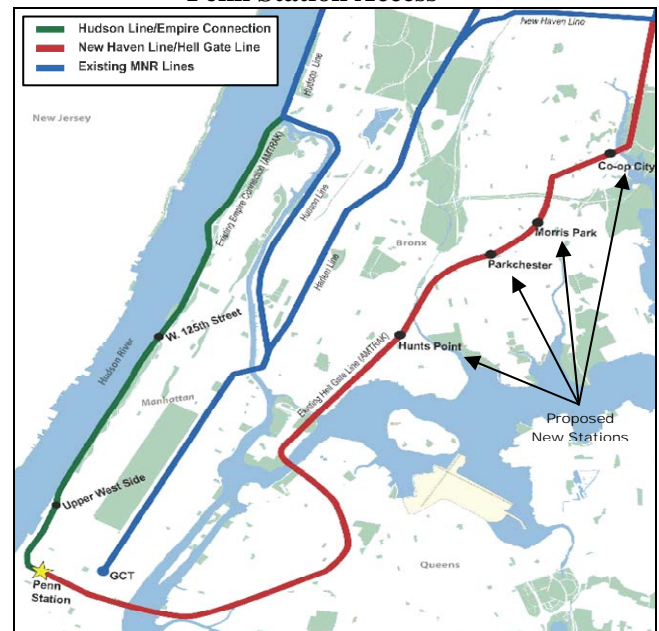 Penn Station Access
Hudson Line/Empire Connection
New Haven Line/Hell Gate Line
Existing MNR Lines
New Haven Line
Hudson Line
New Jersey
Co-op City
Existing Empire Connection (AMTRAK)
Hudson Line
Morris Park
Bronx
Parkchester
Harlem Line
W. 125th Street
Hunts Point
Hudson River
Existing Hell Gate Line (AMTRAK)
Manhattan
Proposed
New Stations
Upper West Side
Queens
GCT
Penn
Station